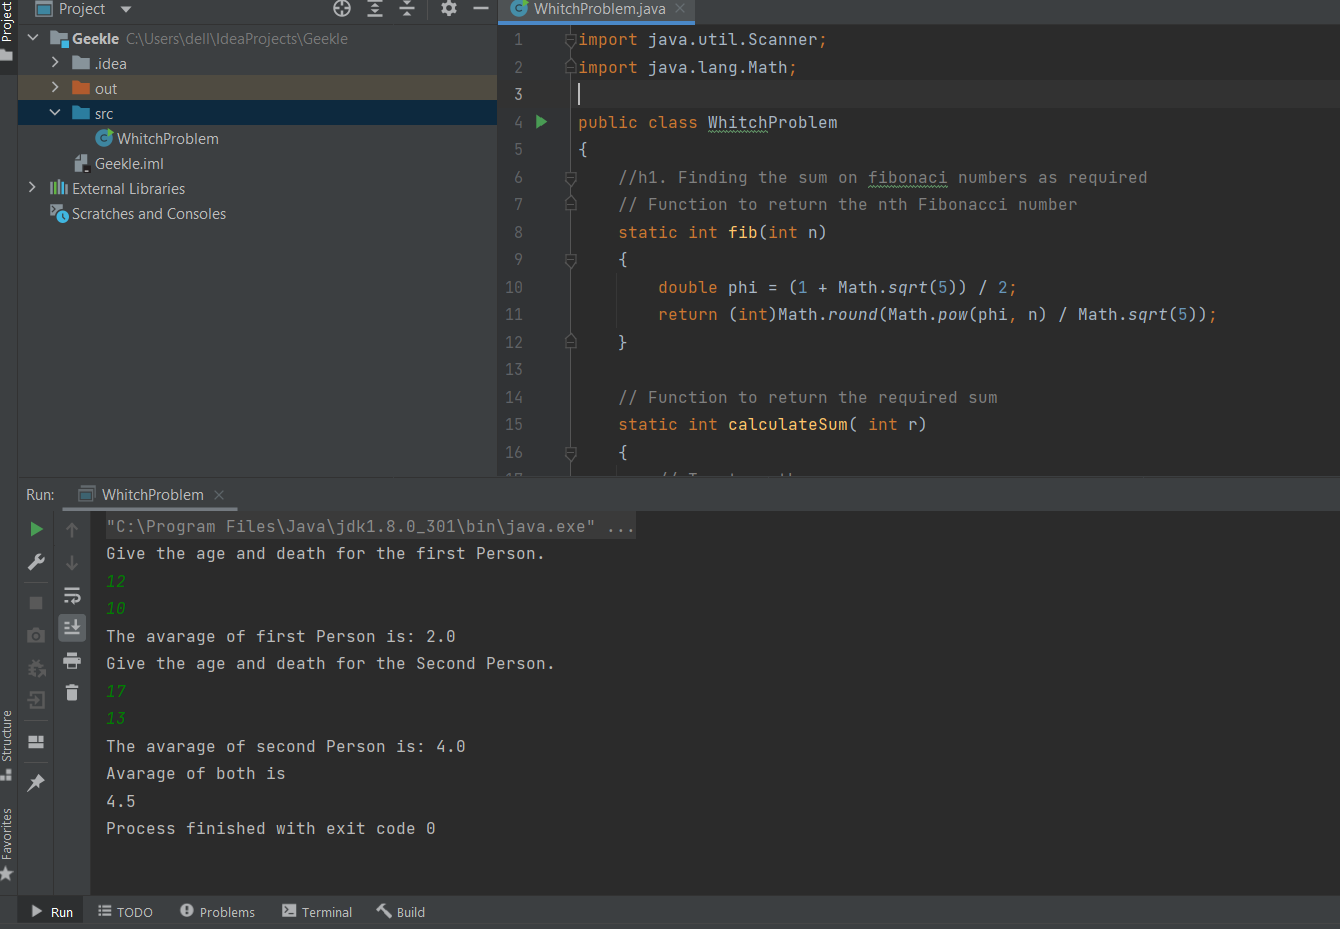 Project
Project
Geekle C:\Users\dell\IdeaProjects\Geekle
.idea
out
src
WhitchProblem
Geekle.iml
External Libraries
Scratches and Consoles
WhitchProblem.java
1 import java.util.Scanner;
2 import java.lang.Math;
3
4 public class WhitchProblem
5 {
6 //h1. Finding the sum on fibonaci numbers as required
7 // Function to return the nth Fibonacci number
8 static int fib(int n)
9 {
10 double phi = (1 + Math.sqrt(5)) / 2;
11 return (int)Math.round(Math.pow(phi, n) / Math.sqrt(5));
12 }
13
14 // Function to return the required sum
15 static int calculateSum( int r)
16 {
Run: WhitchProblem
"C:\Program Files\Java\jdk1.8.0_301\bin\java.exe" ...
Give the age and death for the first Person.
12
10
The avarage of first Person is: 2.0
Give the age and death for the Second Person.
17
13
The avarage of second Person is: 4.0
Avarage of both is
4.5
Process finished with exit code 0
Structure
Favorites
Run TODO Problems Terminal Build